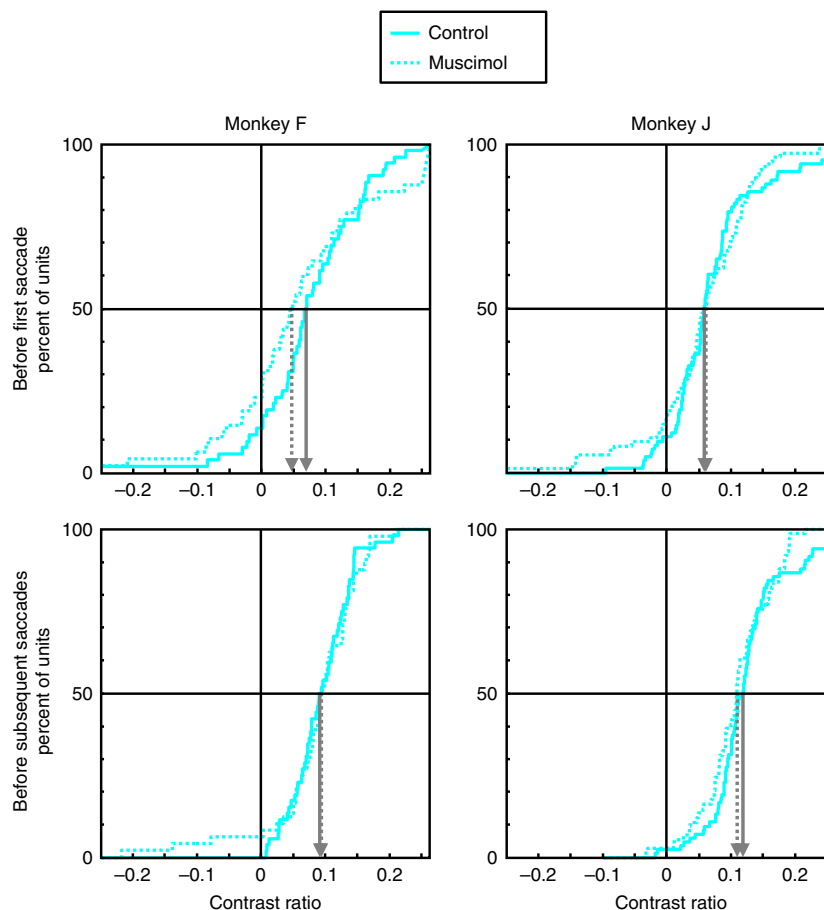 Control
Muscimol
Monkey F
Monkey J
Before first saccade
percent of units
100
50
0
−0.2 −0.1 0 0.1 0.2
100
50
0
−0.2 −0.1 0 0.1 0.2
Before subsequent saccades
percent of units
100
50
0
−0.2 −0.1 0 0.1 0.2
Contrast ratio
100
50
0
−0.2 −0.1 0 0.1 0.2
Contrast ratio